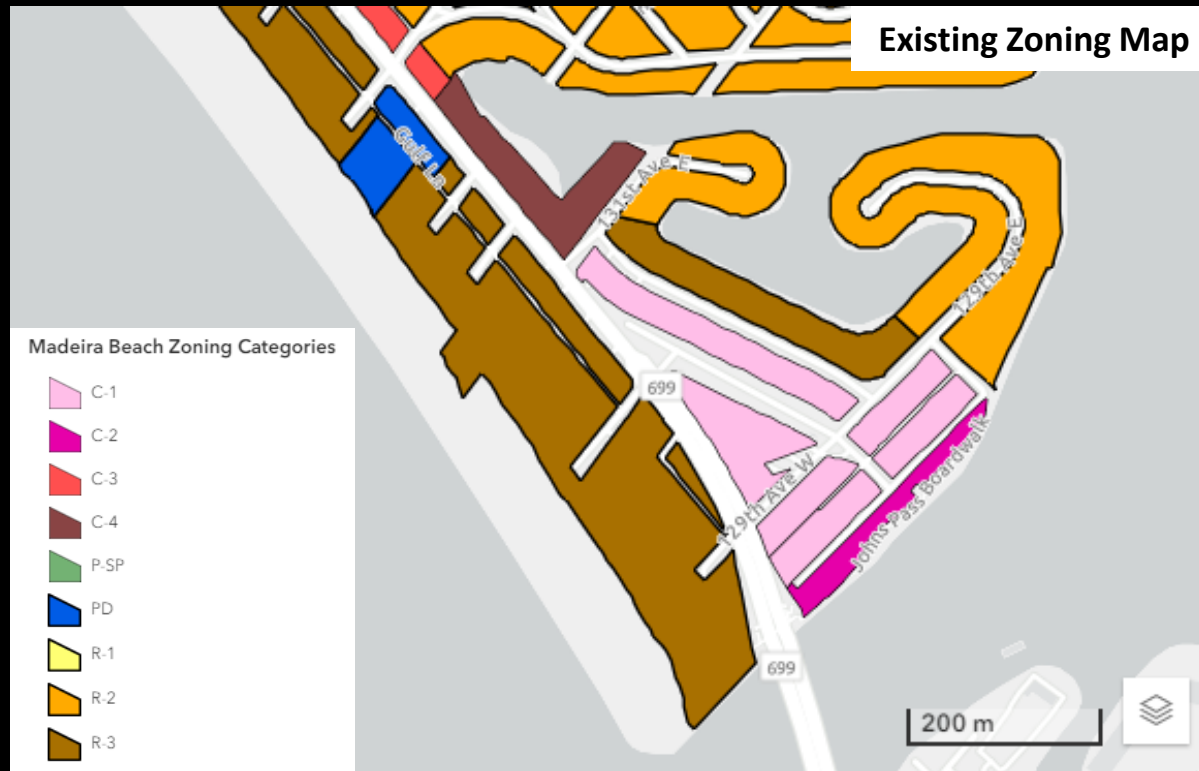 Existing Zoning Map
Gulf Ln
131st Ave E
129th Ave E
699
129th Ave W
Johns Pass Boardwalk
699
200 m
Madeira Beach Zoning Categories
C-1
C-2
C-3
C-4
P-SP
PD
R-1
R-2
R-3